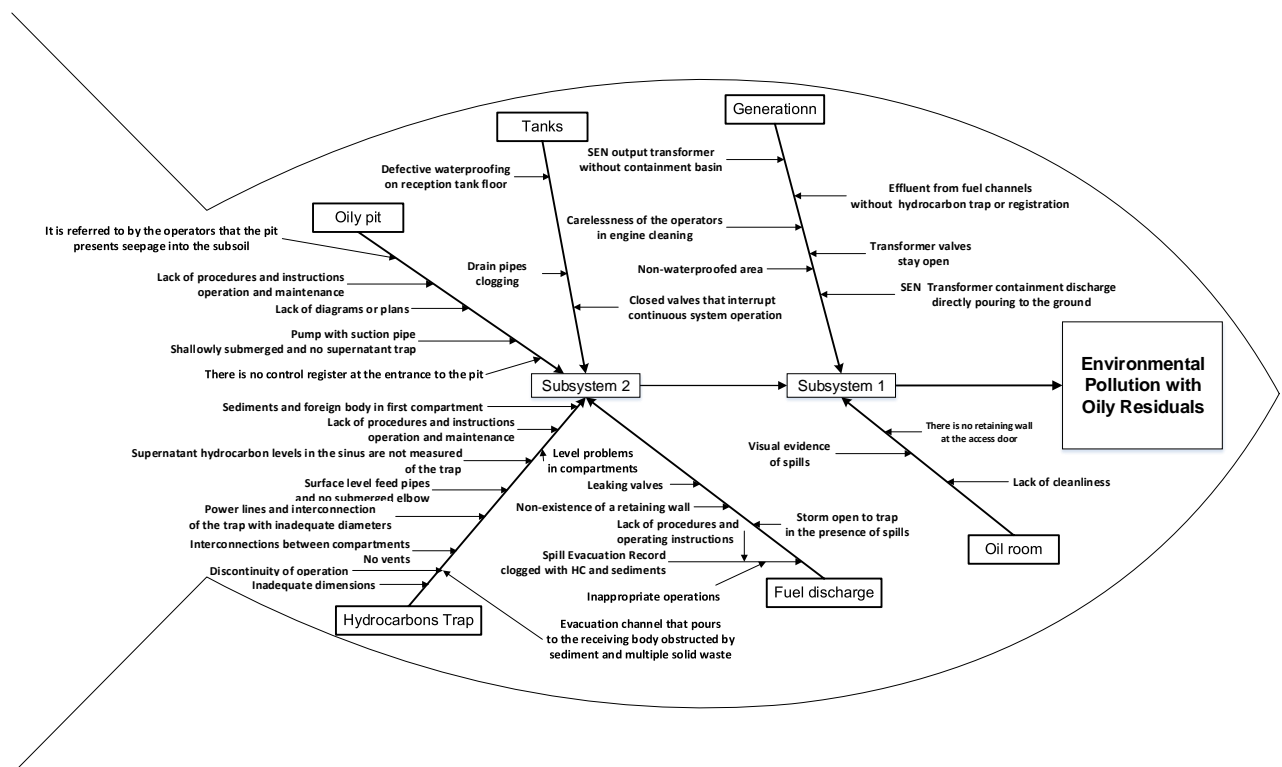 Generationn
Tanks
SEN output transformer
without containment basin
Defective waterproofing
on reception tank floor
Effluent from fuel channels
without hydrocarbon trap or registration
Oily pit
Carelessness of the operators
in engine cleaning
It is referred to by the operators that the pit
presents seepage into the subsoil
Transformer valves
stay open
Drain pipes
clogging
Non-waterproofed area
Lack of procedures and instructions
operation and maintenance
SEN Transformer containment discharge
directly pouring to the ground
Closed valves that interrupt
continuous system operation
Lack of diagrams or plans
Pump with suction pipe
Shallowly submerged and no supernatant trap
There is no control register at the entrance to the pit
Subsystem 2
Subsystem 1
Environmental
Pollution with
Oily Residuals
Sediments and foreign body in first compartment
Lack of procedures and instructions
operation and maintenance
There is no retaining wall
at the access door
Visual evidence
of spills
Supernatant hydrocarbon levels in the sinus are not measured
of the trap
Level problems
in compartments
Surface level feed pipes
and no submerged elbow
Leaking valves
Lack of cleanliness
Power lines and interconnection
of the trap with inadequate diameters
Non-existence of a retaining wall
Storm open to trap
in the presence of spills
Lack of procedures and
operating instructions
Interconnections between compartments
No vents
Spill Evacuation Record
clogged with HC and sediments
Oil room
Discontinuity of operation
Inadequate dimensions
Inappropriate operations
Fuel discharge
Hydrocarbons Trap
Evacuation channel that pours
to the receiving body obstructed by
sediment and multiple solid waste